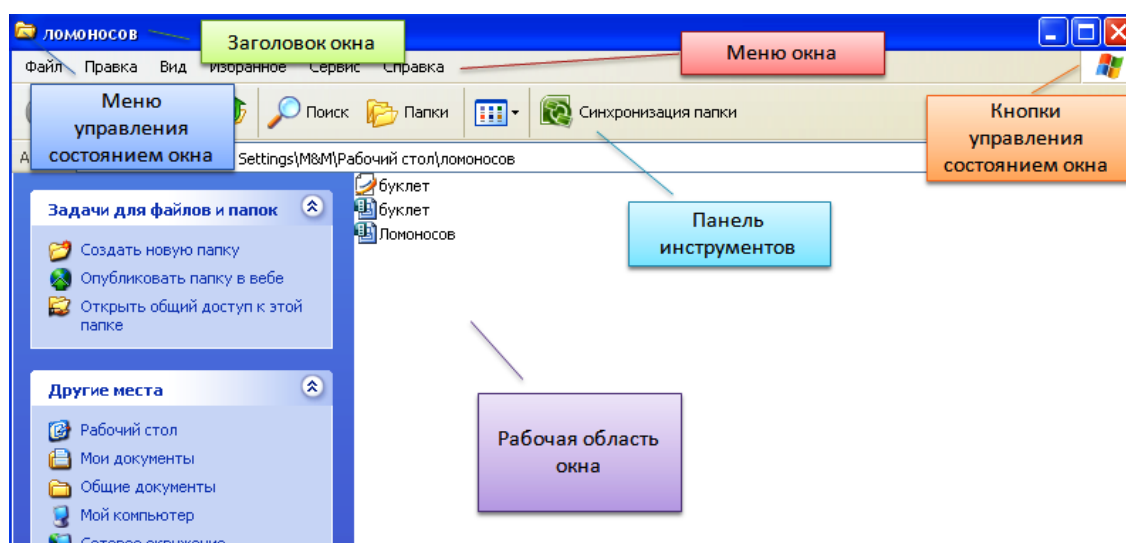 ломоносов
Заголовок окна
Меню окна
Файл Правка Вид Избранное Сервис Справка
Меню
управления
состоянием окна
Поиск Папки Синхронизация папки
Кнопки
управления
состоянием окна
Settings\M&M\Рабочий стол\ломоносов
Задачи для файлов и папок
Создать новую папку
Опубликовать папку в вебе
Открыть общий доступ к этой
папке
буклет
буклет
Ломоносов
Панель
инструментов
Другие места
Рабочий стол
Мои документы
Общие документы
Мой компьютер
Сетевое окружение
Рабочая область
окна